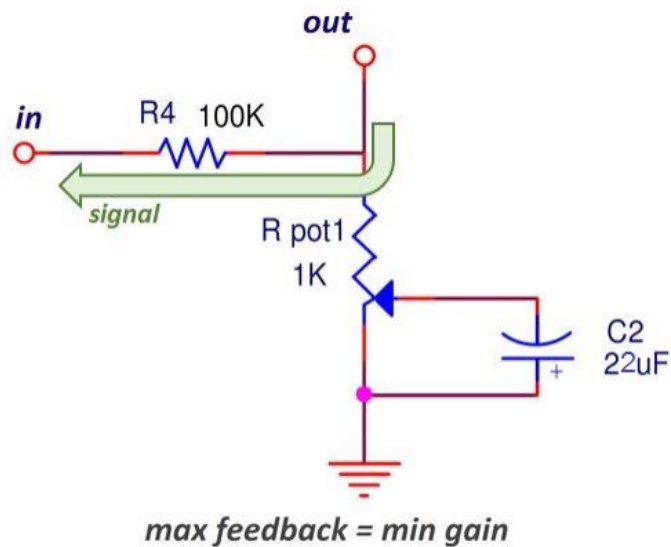 out
in
R4 100K
signal
R pot1
1K
C2
22uF
+
max feedback = min gain